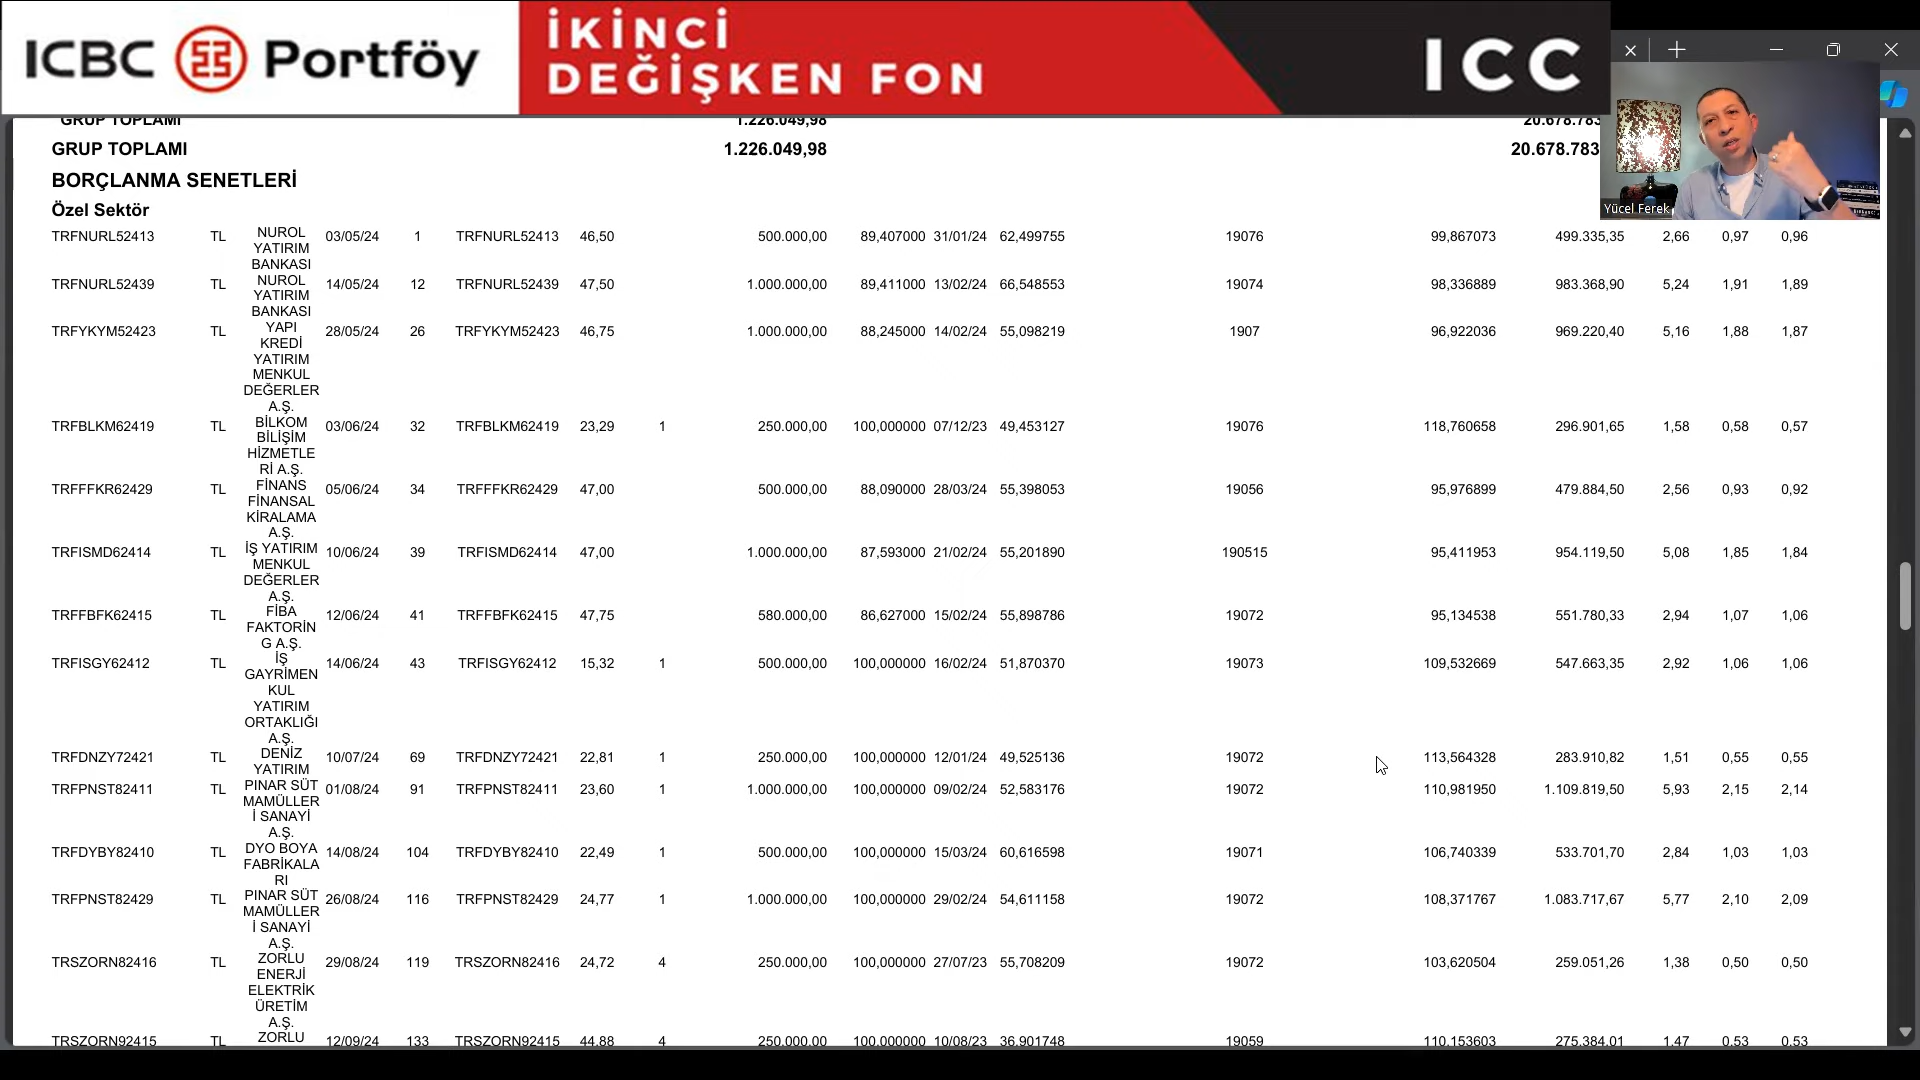 ICBC Portföy
İKİNCİ
DEĞİŞKEN FON
ICC
Yücel Ferek
GRUP TOPLAMI 1.226.049,98 20.678.783
GRUP TOPLAMI 1.226.049,98 20.678.783
BORÇLANMA SENETLERİ
Özel Sektör
TRFNURL52413 TL NUROL YATIRIM BANKASI 03/05/24 1 TRFNURL52413 46,50 500.000,00 89,407000 31/01/24 62,499755 19076 99,867073 499.335,35 2,66 0,97 0,96
TRFNURL52439 TL NUROL YATIRIM BANKASI 14/05/24 12 TRFNURL52439 47,50 1.000.000,00 89,411000 13/02/24 66,548553 19074 98,336889 983.368,90 5,24 1,91 1,89
TRFYKYM52423 TL YAPI KREDİ YATIRIM MENKUL DEĞERLER A.Ş. 28/05/24 26 TRFYKYM52423 46,75 1.000.000,00 88,245000 14/02/24 55,098219 1907 96,922036 969.220,40 5,16 1,88 1,87
TRFBLKM62419 TL BİLKOM BİLİŞİM HİZMETLE Rİ A.Ş. 03/06/24 32 TRFBLKM62419 23,29 1 250.000,00 100,000000 07/12/23 49,453127 19076 118,760658 296.901,65 1,58 0,58 0,57
TRFFFKR62429 TL FİNANS FİNANSAL KİRALAMA A.Ş. 05/06/24 34 TRFFFKR62429 47,00 500.000,00 88,090000 28/03/24 55,398053 19056 95,976899 479.884,50 2,56 0,93 0,92
TRFISMD62414 TL İŞ YATIRIM MENKUL DEĞERLER A.Ş. 10/06/24 39 TRFISMD62414 47,00 1.000.000,00 87,593000 21/02/24 55,201890 190515 95,411953 954.119,50 5,08 1,85 1,84
TRFFBFK62415 TL FİBA FAKTORİN G A.Ş. 12/06/24 41 TRFFBFK62415 47,75 580.000,00 86,627000 15/02/24 55,898786 19072 95,134538 551.780,33 2,94 1,07 1,06
TRFISGY62412 TL İŞ GAYRİMEN KUL YATIRIM ORTAKLIĞI A.Ş. 14/06/24 43 TRFISGY62412 15,32 1 500.000,00 100,000000 16/02/24 51,870370 19073 109,532669 547.663,35 2,92 1,06 1,06
TRFDNZY72421 TL DENİZ YATIRIM 10/07/24 69 TRFDNZY72421 22,81 1 250.000,00 100,000000 12/01/24 49,525136 19072 113,564328 283.910,82 1,51 0,55 0,55
TRFPNST82411 TL PINAR SÜT MAMÜLLER İ SANAYİ A.Ş. 01/08/24 91 TRFPNST82411 23,60 1 1.000.000,00 100,000000 09/02/24 52,583176 19072 110,981950 1.109.819,50 5,93 2,15 2,14
TRFDYBY82410 TL DYO BOYA FABRİKALA RI 14/08/24 104 TRFDYBY82410 22,49 1 500.000,00 100,000000 15/03/24 60,616598 19071 106,740339 533.701,70 2,84 1,03 1,03
TRFPNST82429 TL PINAR SÜT MAMÜLLER İ SANAYİ A.Ş. 26/08/24 116 TRFPNST82429 24,77 1 1.000.000,00 100,000000 29/02/24 54,611158 19072 108,371767 1.083.717,67 5,77 2,10 2,09
TRSZORN82416 TL ZORLU ENERJİ ELEKTRİK ÜRETİM A.Ş. 29/08/24 119 TRSZORN82416 24,72 4 250.000,00 100,000000 27/07/23 55,708209 19072 103,620504 259.051,26 1,38 0,50 0,50
TRSZORN92415 TL ZORLU 12/09/24 133 TRSZORN92415 44,88 4 250.000,00 100,000000 10/08/23 36,901748 19059 110,153603 275.384,01 1,47 0,53 0,53